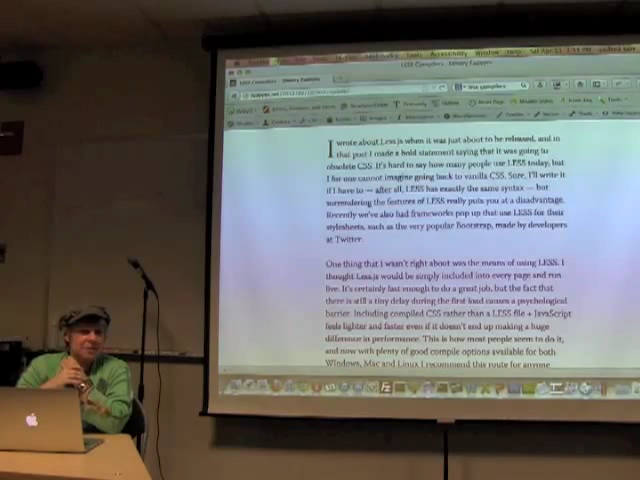 Bookmarks Tools Accessibility Window Help Sat Apr
LESS Compilers
I wrote about Less.js when it was just about to be released, and in
that post I made a bold statement saying that it was going to
obsolete CSS. It's hard to say how many people use LESS today, but
I for one cannot imagine going back to vanilla CSS. Sure, I'll write it
if I have to — after all, LESS has exactly the same syntax — but
surrendering the features of LESS really puts you at a disadvantage.
Recently we've also had frameworks pop up that use LESS for their
stylesheets, such as the very popular Bootstrap, made by developers
at Twitter.
One thing that I wasn't right about was the means of using LESS. I
thought Less.js would be simply included into every page and run
live. It's certainly fast enough to do a great job, but the fact that
there is still a tiny delay during the first load causes a psychological
barrier. Including compiled CSS rather than a LESS file + JavaScript
feels lighter and faster even if it doesn't end up making a huge
difference in performance. This is how most people seem to do it,
and now with plenty of good compile options available for both
Windows, Mac and Linux I recommend this route for anyone